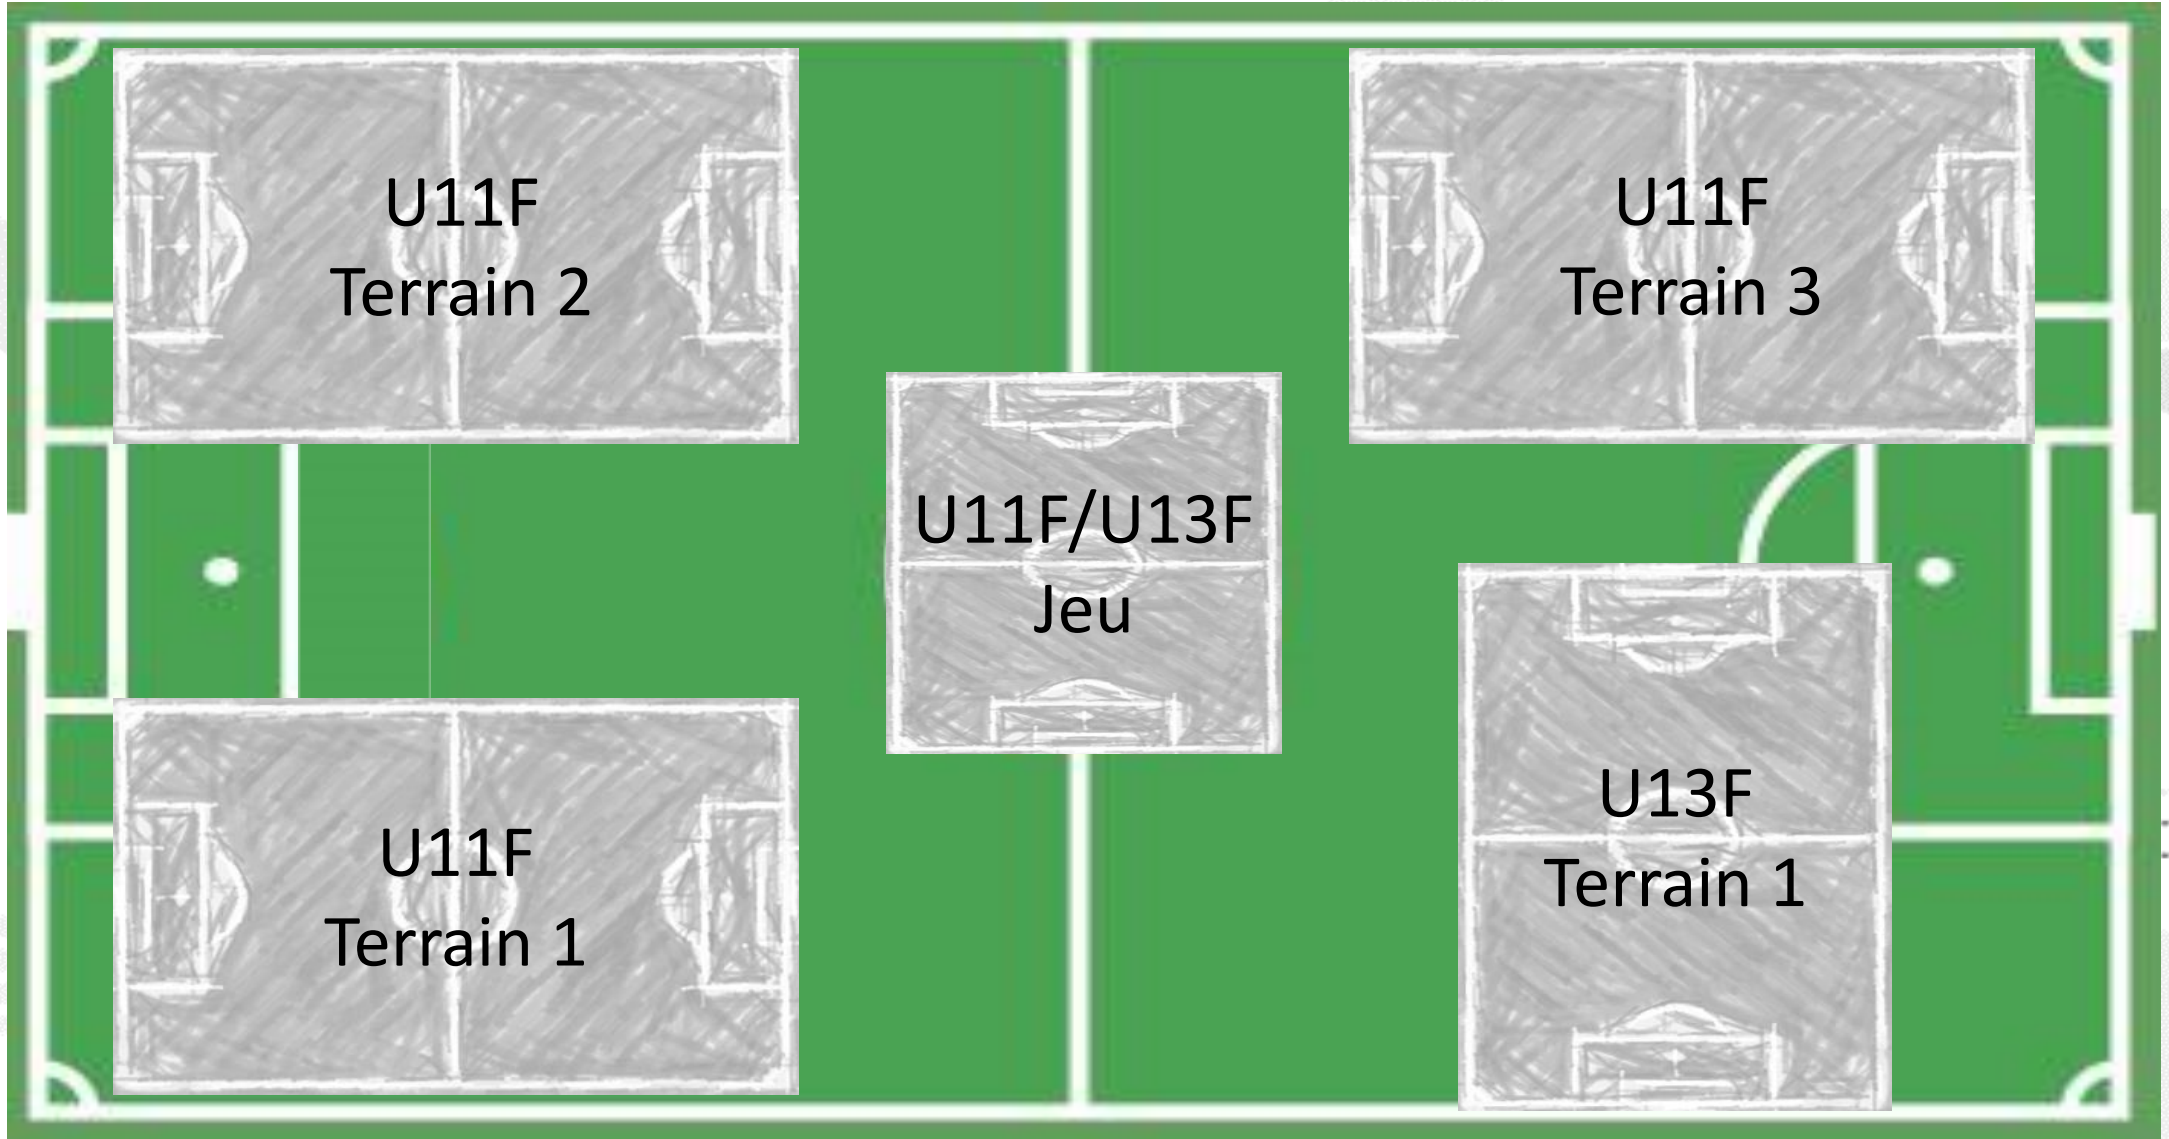 U11F
Terrain 2
U11F
Terrain 3
U11F/U13F
Jeu
U11F
Terrain 1
U13F
Terrain 1